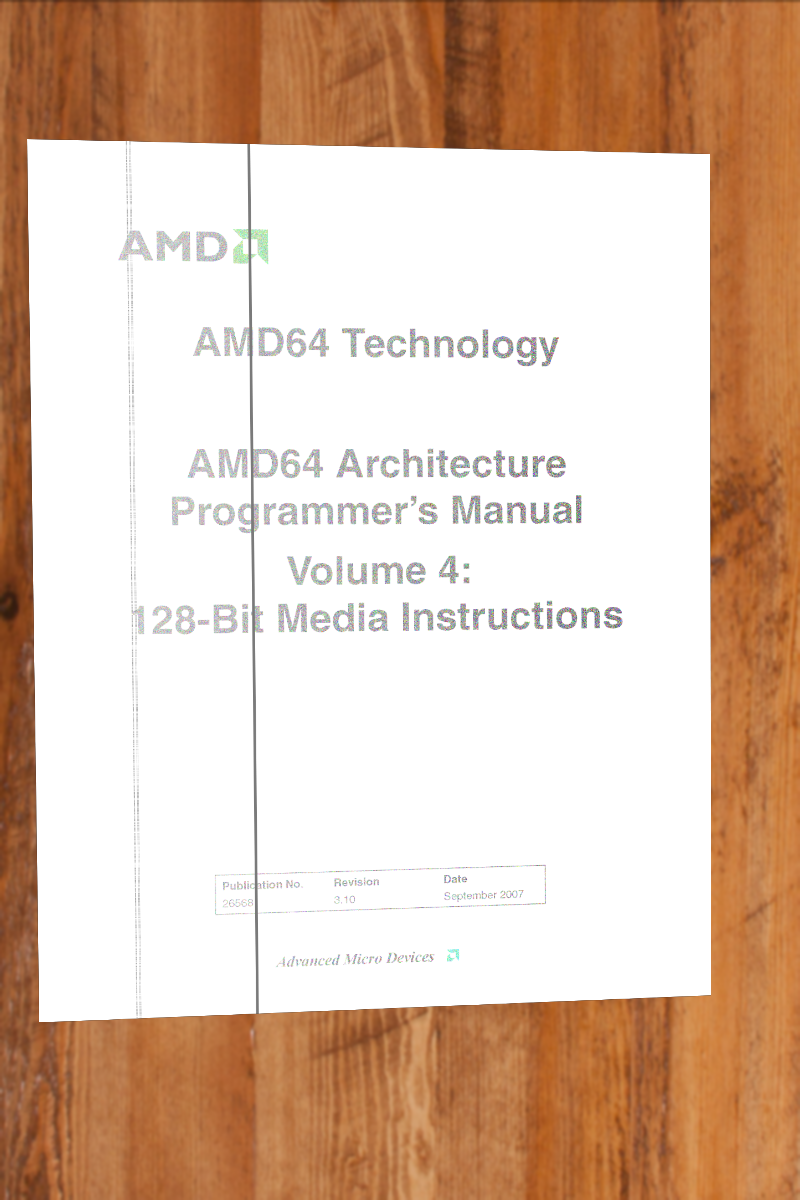 AMD
AMD64 Technology
AMD64 Architecture
Programmer’s Manual
Volume 4:
128-Bit Media Instructions
Publication No. Revision Date
26568 3.10 September 2007
Advanced Micro Devices